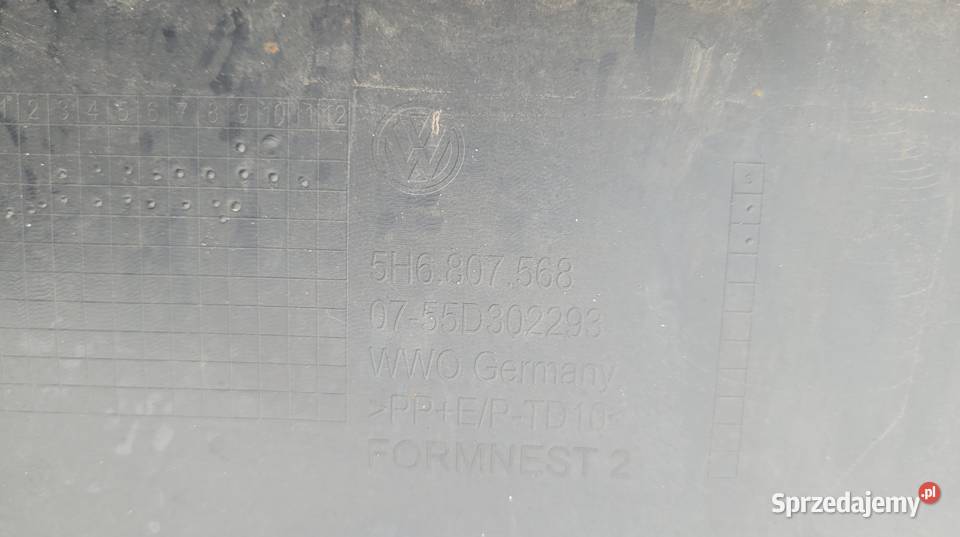 1 2 3 4 5 6 7 8 9 10 11 12
5H6.807.568
07-55D302293
WWO Germany
>PP+E/P-TD10<
FORMNEST 2
Sprzedajemy.pl